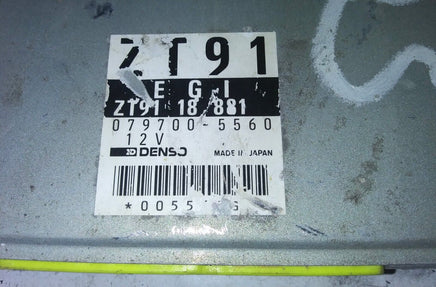 ZT91
EGI
ZT91 18 881
079700-5560
12V
DENSO MADE IN JAPAN